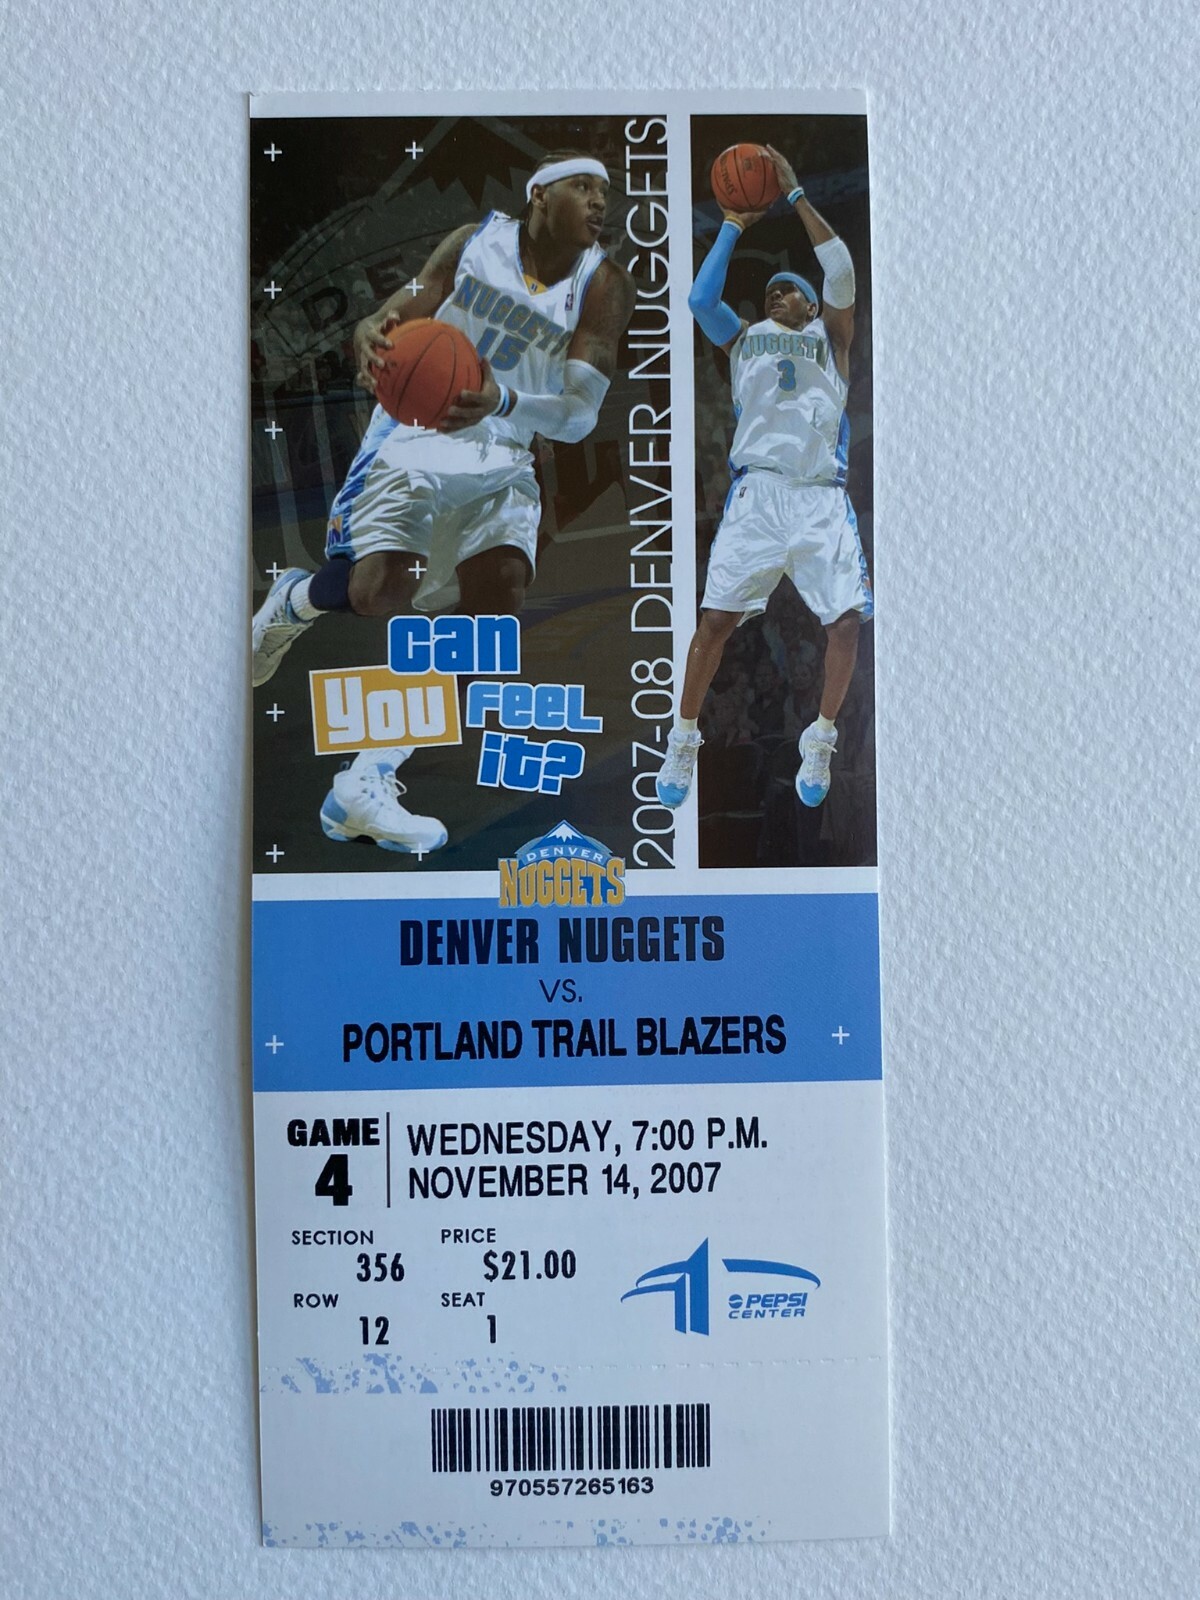 2007-08 DENVER NUGGETS
NUGGETS
15
NUGGETS
3
can
you FEEL
it?
DENVER
NUGGETS
DENVER NUGGETS
VS.
PORTLAND TRAIL BLAZERS
GAME
4
WEDNESDAY, 7:00 P.M.
NOVEMBER 14, 2007
SECTION
356
PRICE
$21.00
ROW
12
SEAT
1
PEPSI
CENTER
970557265163